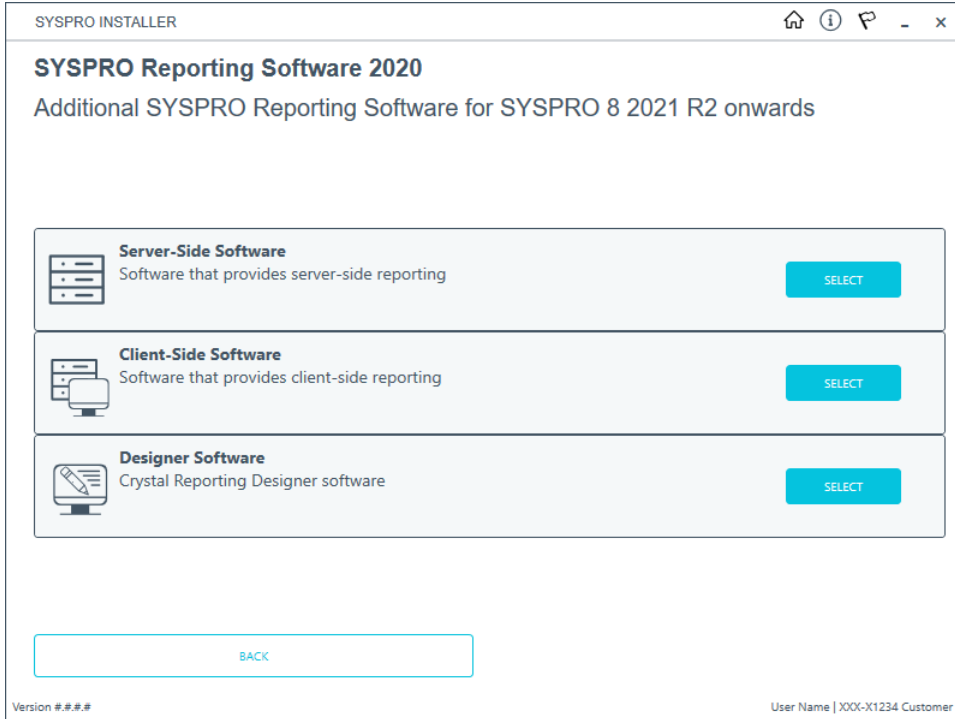 SYSPRO INSTALLER
SYSPRO Reporting Software 2020
Additional SYSPRO Reporting Software for SYSPRO 8 2021 R2 onwards
Server-Side Software
Software that provides server-side reporting
SELECT
Client-Side Software
Software that provides client-side reporting
SELECT
Designer Software
Crystal Reporting Designer software
SELECT
BACK
Version #.#.#.#
User Name | XXX-X1234 Customer